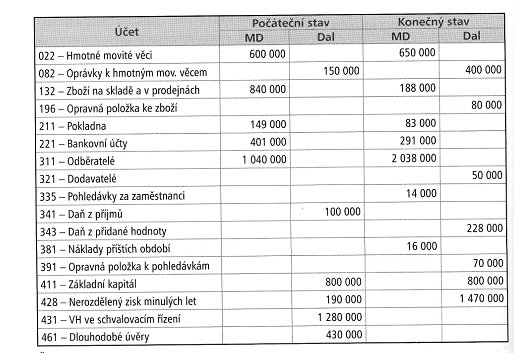 Účet Počáteční stav Konečný stav
MD Dal MD Dal
022 – Hmotné movité věci 600 000 650 000
082 – Oprávky k hmotným mov. věcem 150 000 400 000
132 – Zboží na skladě a v prodejnách 840 000 188 000
196 – Opravná položka ke zboží 80 000
211 – Pokladna 149 000 83 000
221 – Bankovní účty 401 000 291 000
311 – Odběratelé 1 040 000 2 038 000
321 – Dodavatelé 50 000
335 – Pohledávky za zaměstnanci 14 000
341 – Daň z příjmů 100 000
343 – Daň z přidané hodnoty 228 000
381 – Náklady příštích období 16 000
391 – Opravná položka k pohledávkám 70 000
411 – Základní kapitál 800 000 800 000
428 – Nerozdělený zisk minulých let 190 000 1 470 000
431 – VH ve schvalovacím řízení 1 280 000
461 – Dlouhodobé úvěry 430 000